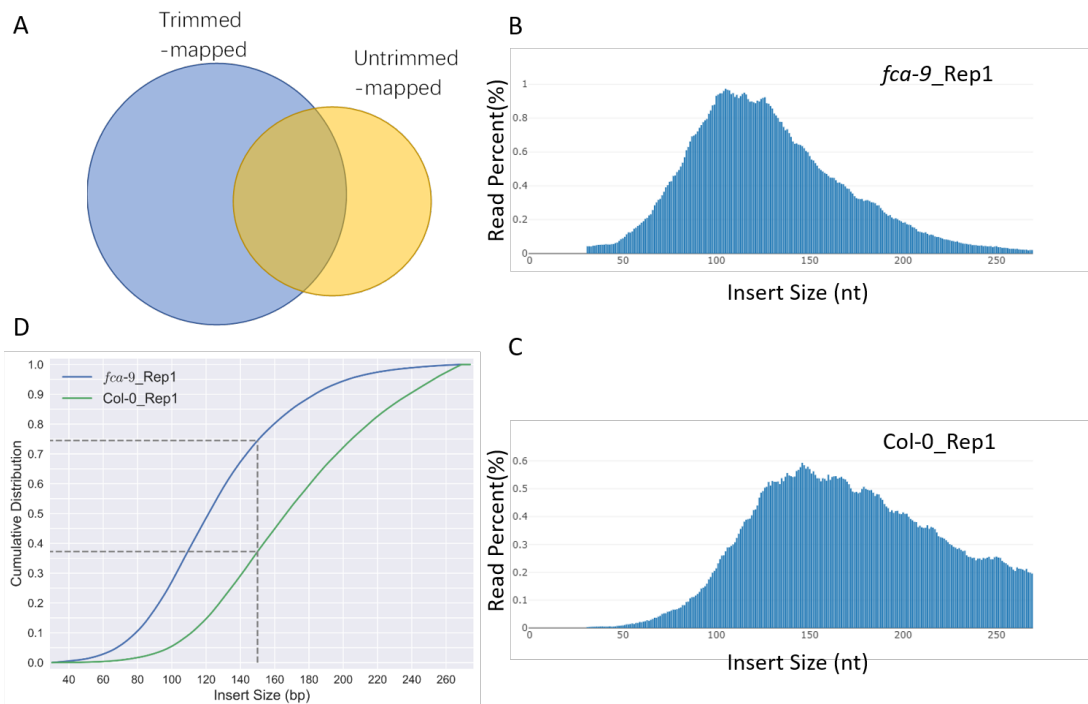 A
Trimmed
-mapped
Untrimmed
-mapped
B
fca-9_Rep1
Read Percent(%)
1
0.8
0.6
0.4
0.2
0
0 50 100 150 200 250
Insert Size (nt)
D
fca-9_Rep1
Col-0_Rep1
Cumulative Distribution
1.0
0.9
0.8
0.7
0.6
0.5
0.4
0.3
0.2
0.1
0.0
40 60 80 100 120 140 160 180 200 220 240 260
Insert Size (bp)
C
Col-0_Rep1
Read Percent(%)
0.6
0.5
0.4
0.3
0.2
0.1
0
0 50 100 150 200 250
Insert Size (nt)